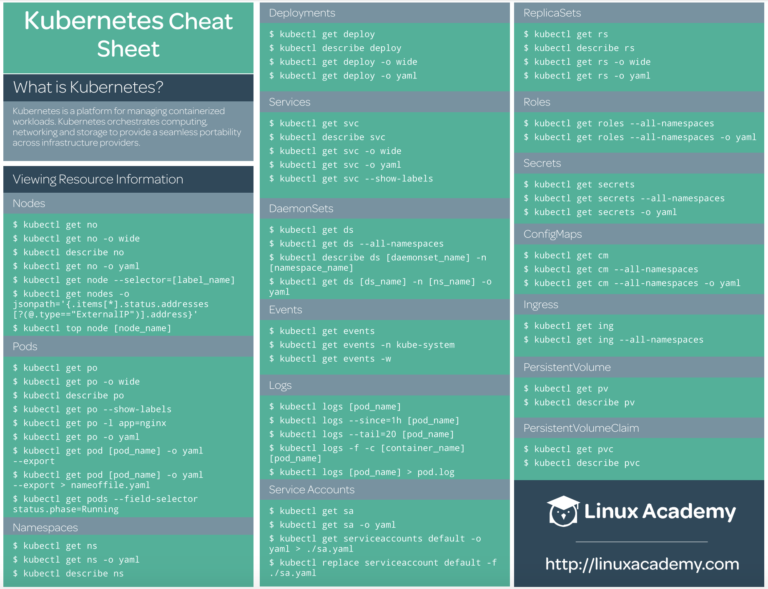 Kubernetes Cheat
Sheet
What is Kubernetes?
Kubernetes is a platform for managing containerized
workloads. Kubernetes orchestrates computing,
networking and storage to provide a seamless portability
across infrastructure providers.
Viewing Resource Information
Nodes
$ kubectl get no
$ kubectl get no -o wide
$ kubectl describe no
$ kubectl get no -o yaml
$ kubectl get node --selector=[label_name]
$ kubectl get nodes -o
jsonpath='{.items[*].status.addresses
[?(@.type=="ExternalIP")].address}'
$ kubectl top node [node_name]
Pods
$ kubectl get po
$ kubectl get po -o wide
$ kubectl describe po
$ kubectl get po --show-labels
$ kubectl get po -l app=nginx
$ kubectl get po -o yaml
$ kubectl get pod [pod_name] -o yaml
--export
$ kubectl get pod [pod_name] -o yaml
--export > nameoffile.yaml
$ kubectl get pods --field-selector
status.phase=Running
Namespaces
$ kubectl get ns
$ kubectl get ns -o yaml
$ kubectl describe ns
Deployments
$ kubectl get deploy
$ kubectl describe deploy
$ kubectl get deploy -o wide
$ kubectl get deploy -o yaml
Services
$ kubectl get svc
$ kubectl describe svc
$ kubectl get svc -o wide
$ kubectl get svc -o yaml
$ kubectl get svc --show-labels
DaemonSets
$ kubectl get ds
$ kubectl get ds --all-namespaces
$ kubectl describe ds [daemonset_name] -n
[namespace_name]
$ kubectl get ds [ds_name] -n [ns_name] -o
yaml
Events
$ kubectl get events
$ kubectl get events -n kube-system
$ kubectl get events -w
Logs
$ kubectl logs [pod_name]
$ kubectl logs --since=1h [pod_name]
$ kubectl logs --tail=20 [pod_name]
$ kubectl logs -f -c [container_name]
[pod_name]
$ kubectl logs [pod_name] > pod.log
Service Accounts
$ kubectl get sa
$ kubectl get sa -o yaml
$ kubectl get serviceaccounts default -o
yaml > ./sa.yaml
$ kubectl replace serviceaccount default -f
./sa.yaml
ReplicaSets
$ kubectl get rs
$ kubectl describe rs
$ kubectl get rs -o wide
$ kubectl get rs -o yaml
Roles
$ kubectl get roles --all-namespaces
$ kubectl get roles --all-namespaces -o yaml
Secrets
$ kubectl get secrets
$ kubectl get secrets --all-namespaces
$ kubectl get secrets -o yaml
ConfigMaps
$ kubectl get cm
$ kubectl get cm --all-namespaces
$ kubectl get cm --all-namespaces -o yaml
Ingress
$ kubectl get ing
$ kubectl get ing --all-namespaces
PersistentVolume
$ kubectl get pv
$ kubectl describe pv
PersistentVolumeClaim
$ kubectl get pvc
$ kubectl describe pvc
Linux Academy
http://linuxacademy.com